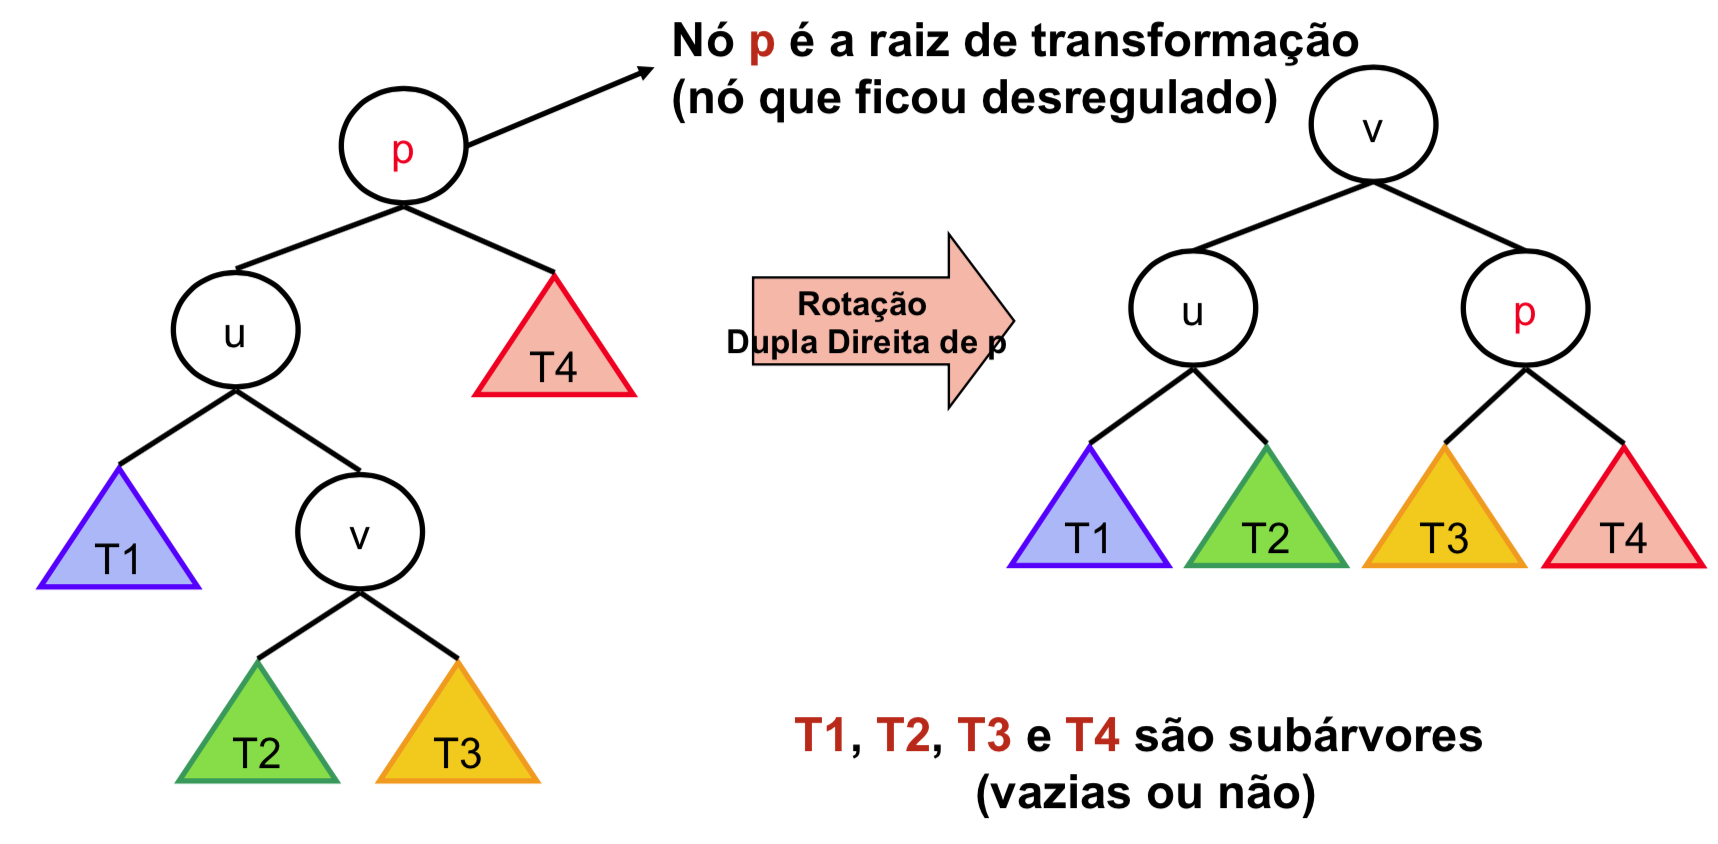 Nó p é a raiz de transformação
(nó que ficou desregulado)
p
u
T4
T1
v
T2
T3
Rotação
Dupla Direita de p
v
u
p
T1
T2
T3
T4
T1, T2, T3 e T4 são subárvores
(vazias ou não)